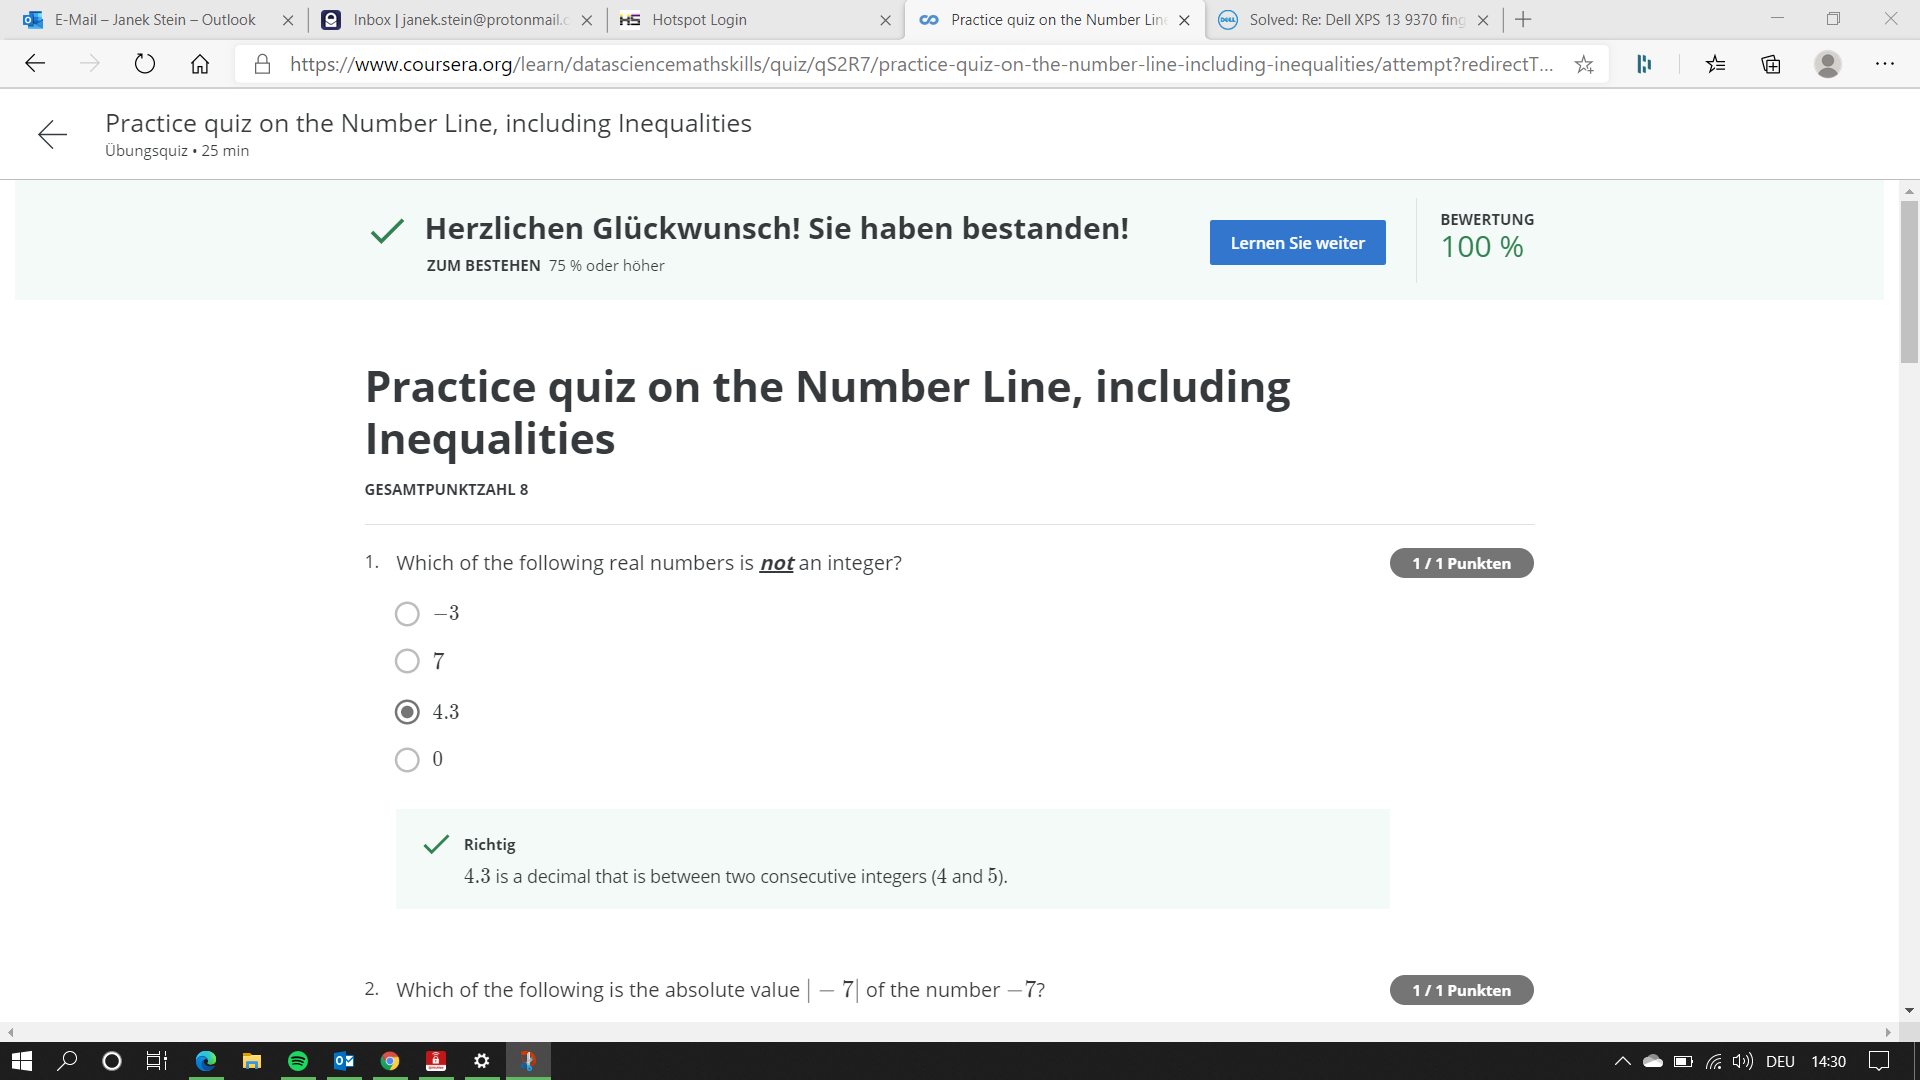 E-Mail – Janek Stein – Outlook
Inbox | janek.stein@protonmail.c
HS Hotspot Login
Practice quiz on the Number Line
DELL Solved: Re: Dell XPS 13 9370 fing
https://www.coursera.org/learn/datasciencemathskills/quiz/qS2R7/practice-quiz-on-the-number-line-including-inequalities/attempt?redirectT...
Practice quiz on the Number Line, including Inequalities
Übungsquiz • 25 min
Herzlichen Glückwunsch! Sie haben bestanden!
ZUM BESTEHEN 75 % oder höher
Lernen Sie weiter
BEWERTUNG
100 %
Practice quiz on the Number Line, including
Inequalities
GESAMTPUNKTZAHL 8
1. Which of the following real numbers is not an integer?
1 / 1 Punkten
−3
7
4.3
0
Richtig
4.3 is a decimal that is between two consecutive integers (4 and 5).
2. Which of the following is the absolute value |− 7| of the number −7?
1 / 1 Punkten
DEU 14:30